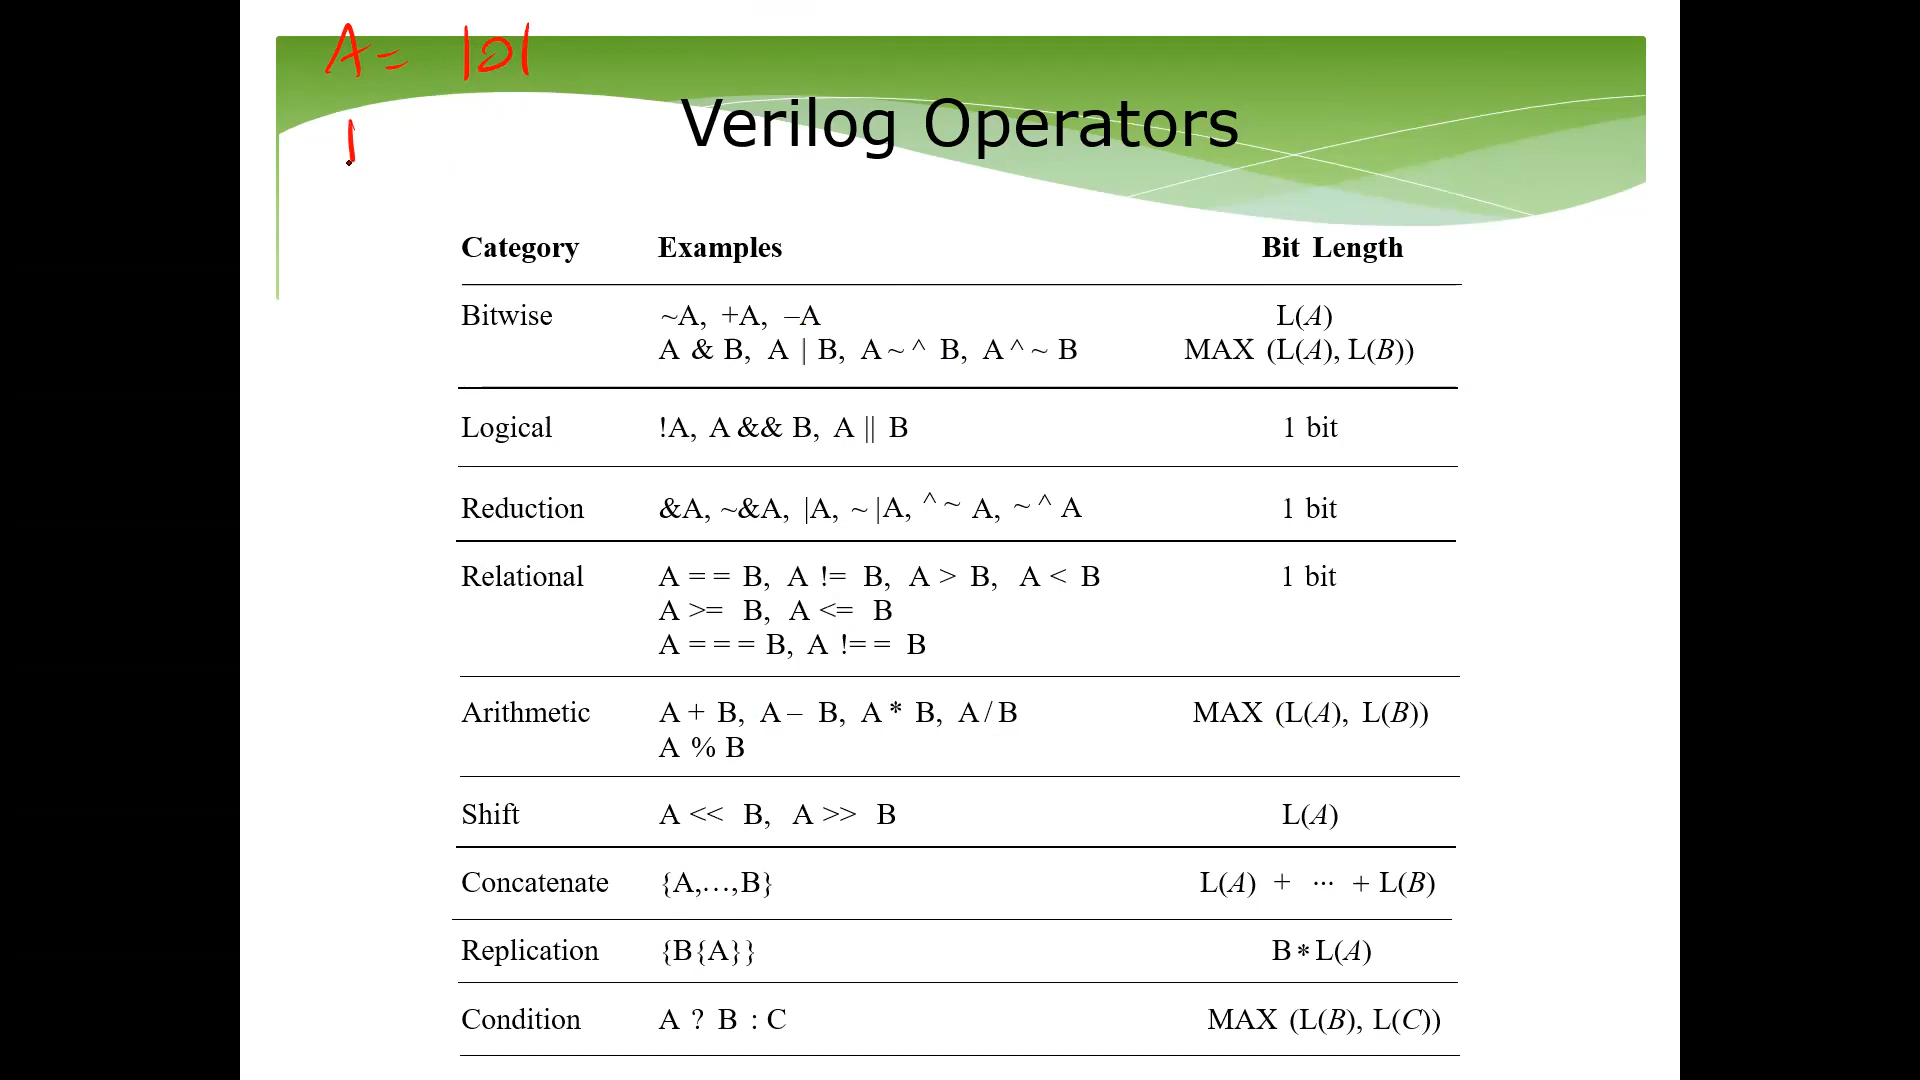 A = 101
Verilog Operators
Category Examples Bit Length
Bitwise ~A, +A, –A L(A)
A & B, A | B, A ~ ^ B, A ^ ~ B MAX (L(A), L(B))
Logical !A, A && B, A || B 1 bit
Reduction &A, ~&A, |A, ~ |A, ^ ~ A, ~ ^ A 1 bit
Relational A = = B, A != B, A > B, A < B 1 bit
A >= B, A <= B
A = = = B, A != = B
Arithmetic A + B, A – B, A * B, A / B MAX (L(A), L(B))
A % B
Shift A << B, A >> B L(A)
Concatenate {A,…,B} L(A) + ··· + L(B)
Replication {B{A}} B * L(A)
Condition A ? B : C MAX (L(B), L(C))